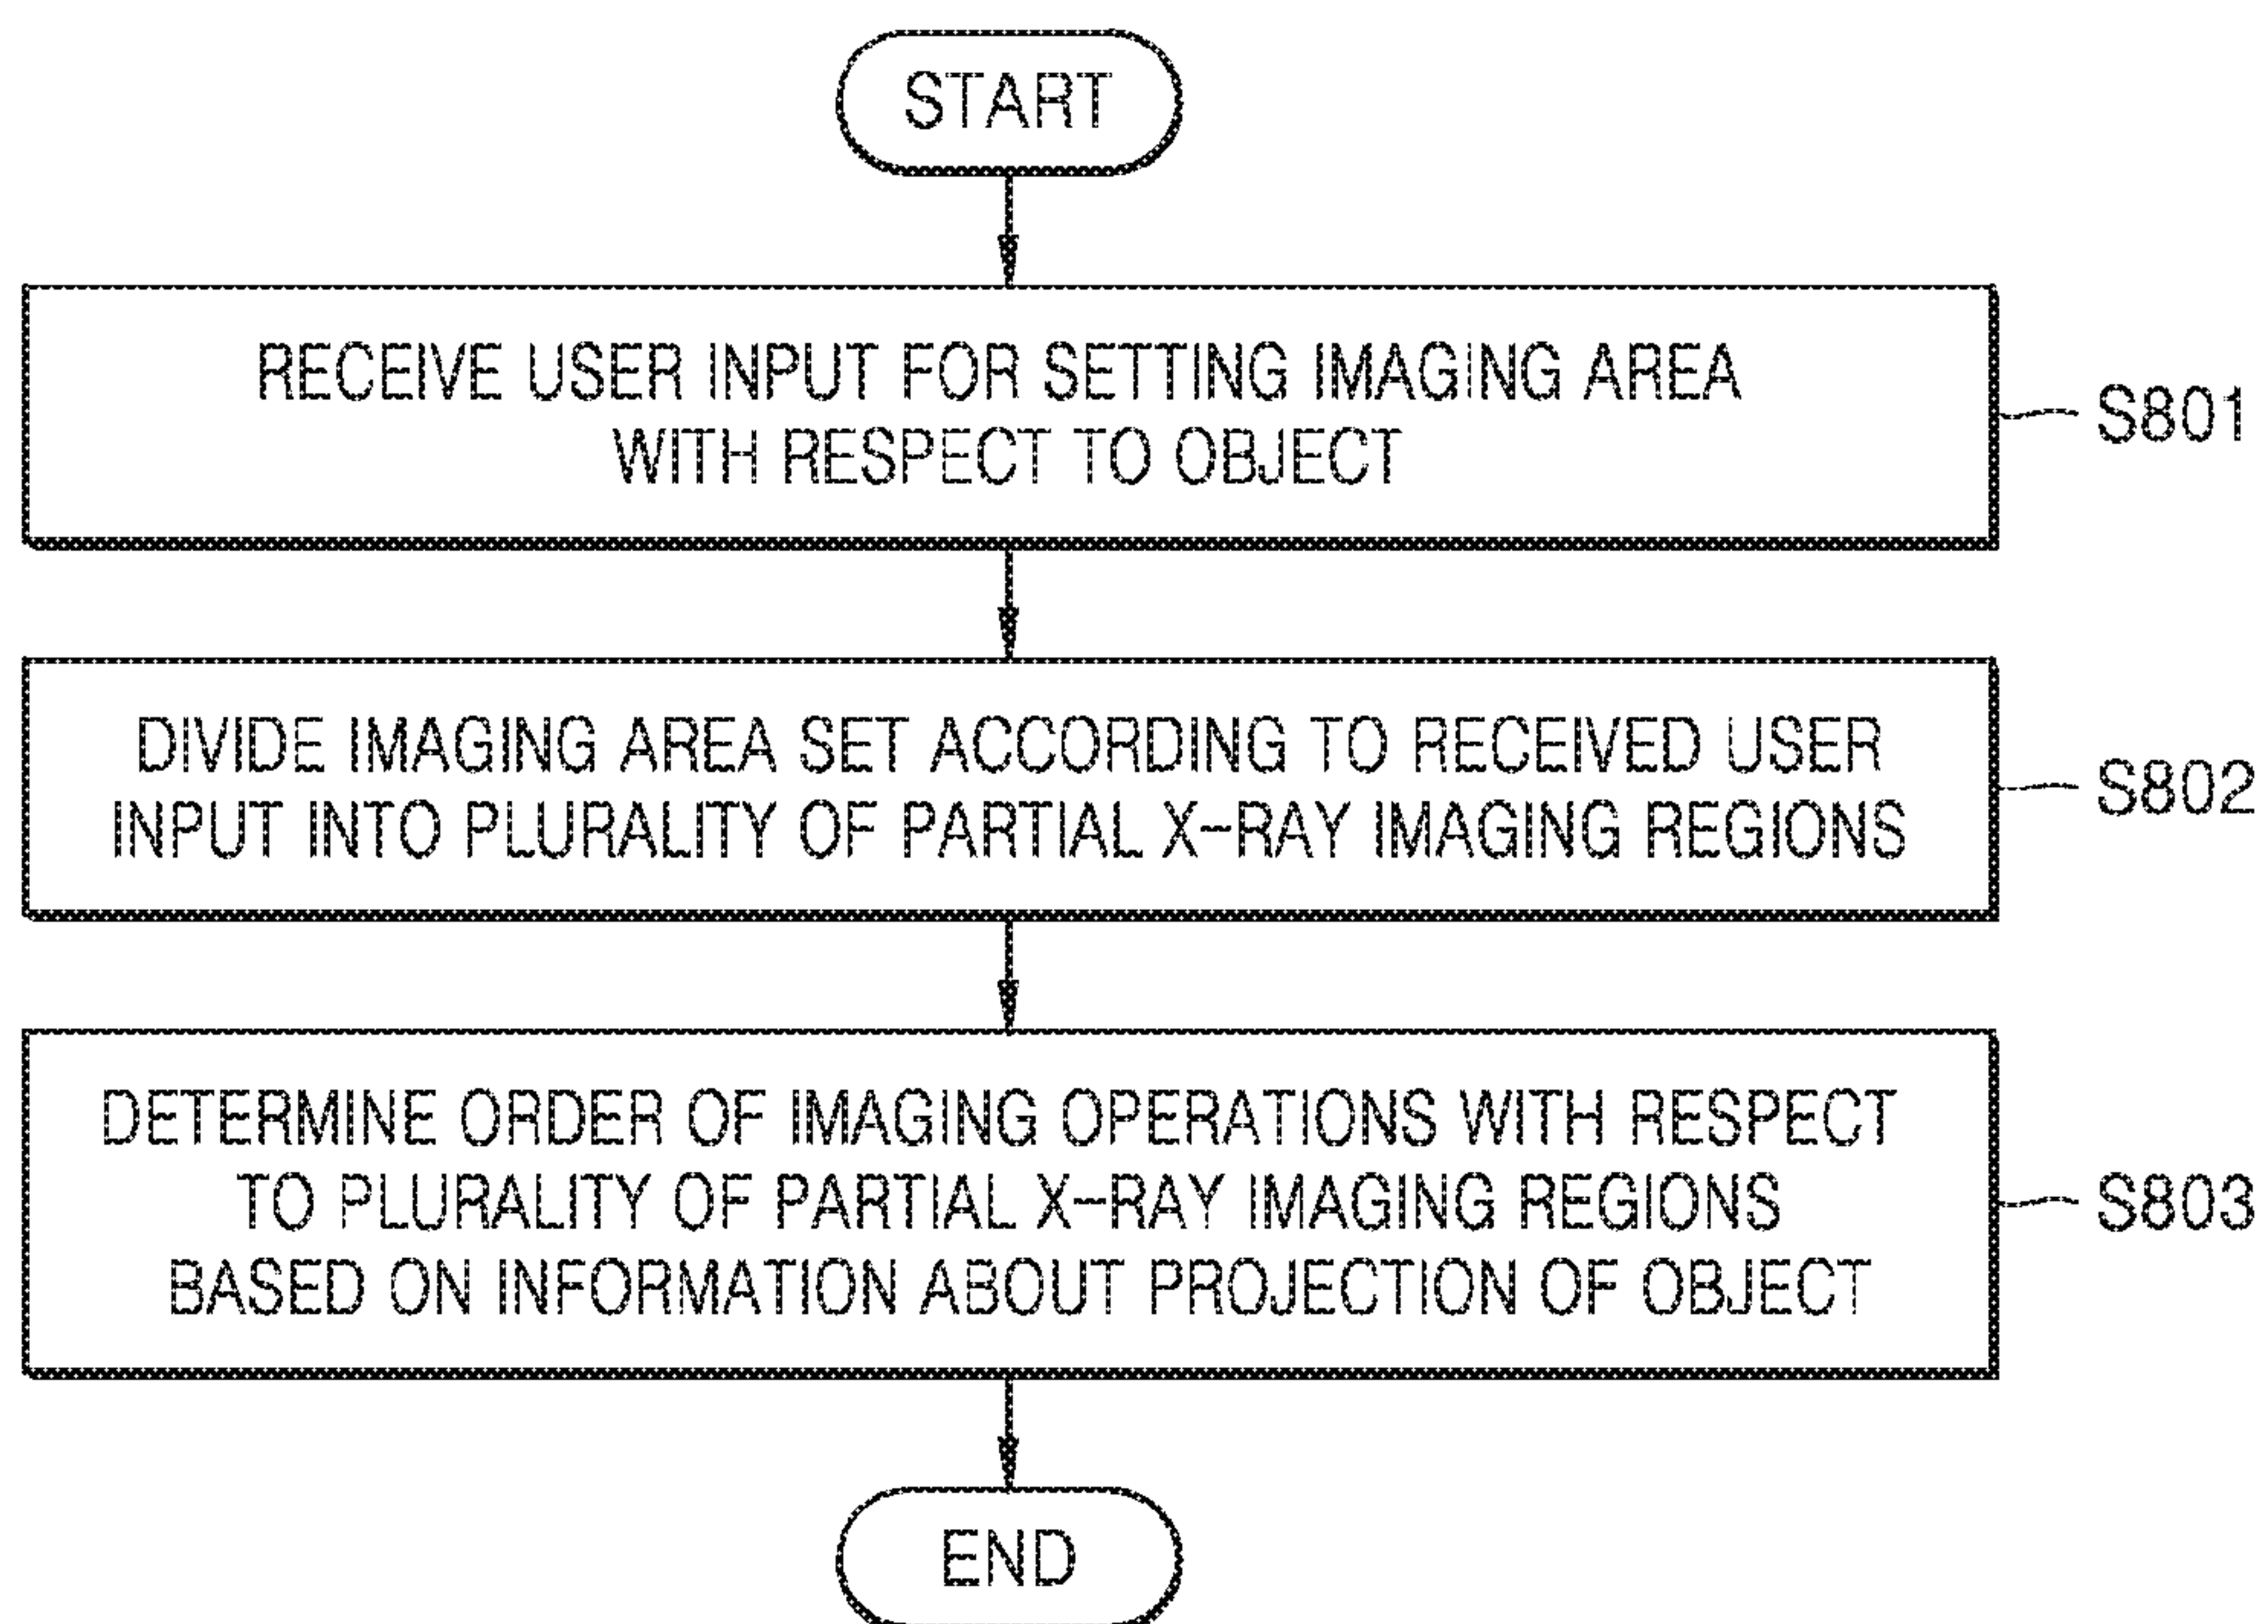 START
RECEIVE USER INPUT FOR SETTING IMAGING AREA
WITH RESPECT TO OBJECT
S801
DIVIDE IMAGING AREA SET ACCORDING TO RECEIVED USER
INPUT INTO PLURALITY OF PARTIAL X-RAY IMAGING REGIONS
S802
DETERMINE ORDER OF IMAGING OPERATIONS WITH RESPECT
TO PLURALITY OF PARTIAL X-RAY IMAGING REGIONS
BASED ON INFORMATION ABOUT PROJECTION OF OBJECT
S803
END